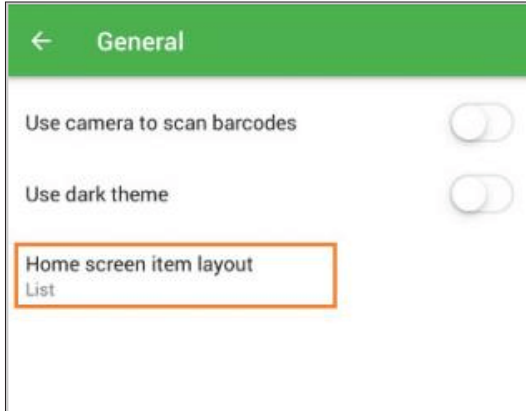 General
Use camera to scan barcodes
Use dark theme
Home screen item layout
List